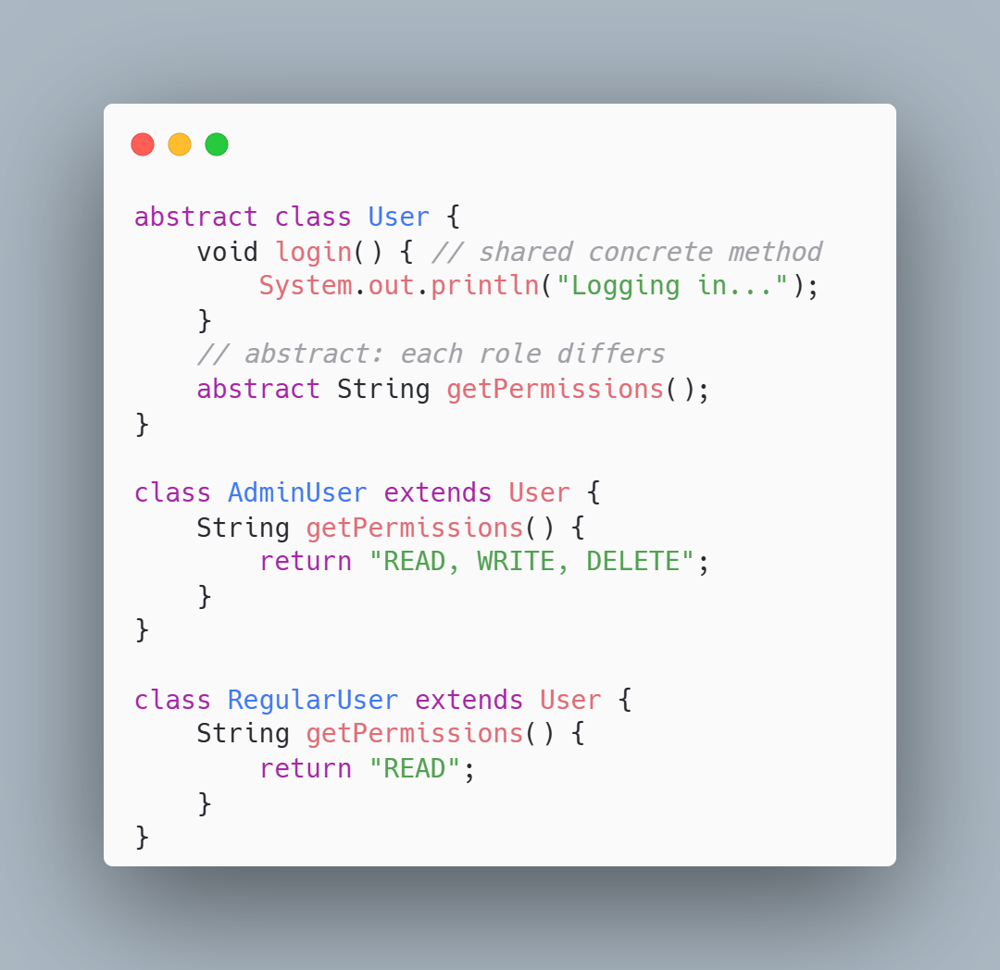 abstract class User {
    void login() { // shared concrete method
        System.out.println("Logging in...");
    }
    // abstract: each role differs
    abstract String getPermissions();
}

class AdminUser extends User {
    String getPermissions() {
        return "READ, WRITE, DELETE";
    }
}

class RegularUser extends User {
    String getPermissions() {
        return "READ";
    }
}